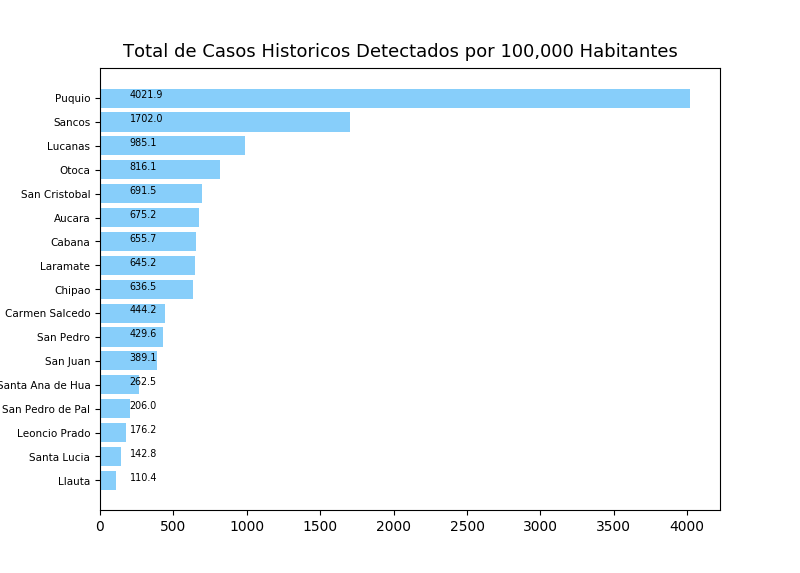 Total de Casos Historicos Detectados por 100,000 Habitantes
Puquio 4021.9
Sancos 1702.0
Lucanas 985.1
Otoca 816.1
San Cristobal 691.5
Aucara 675.2
Cabana 655.7
Laramate 645.2
Chipao 636.5
Carmen Salcedo 444.2
San Pedro 429.6
San Juan 389.1
Santa Ana de Hua 262.5
San Pedro de Pal 206.0
Leoncio Prado 176.2
Santa Lucia 142.8
Llauta 110.4
0 500 1000 1500 2000 2500 3000 3500 4000